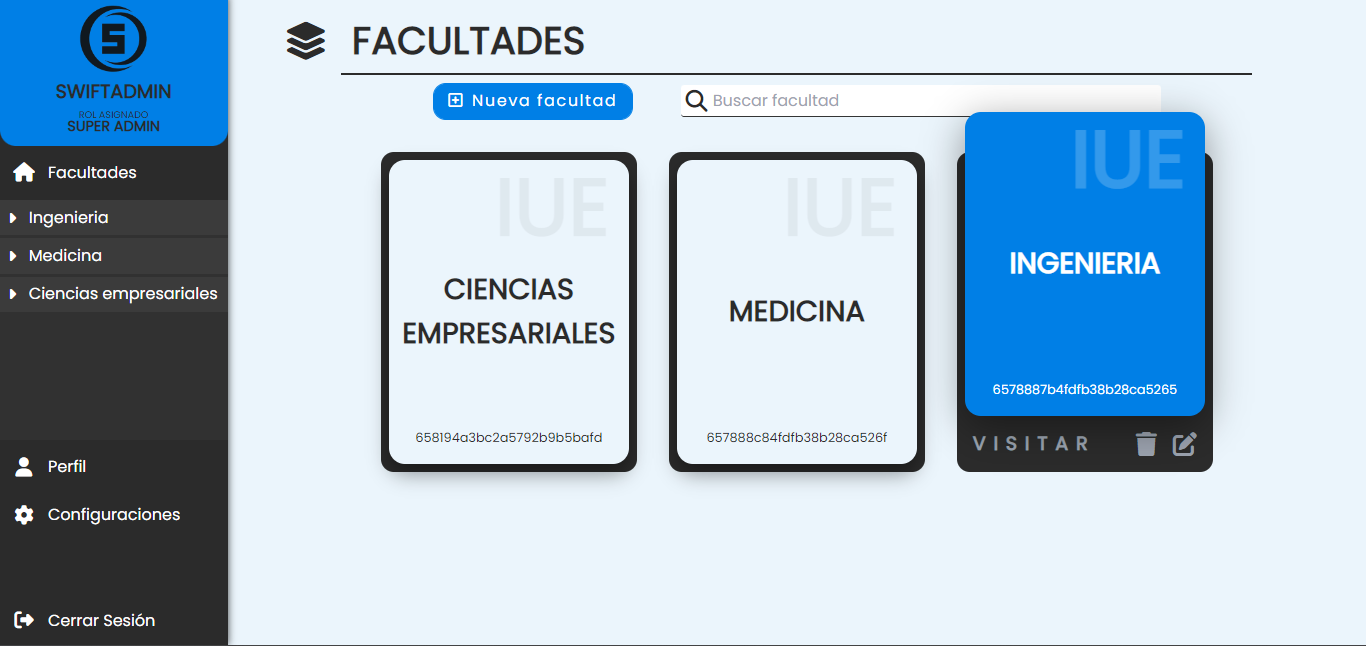 SWIFTADMIN
ROL ASIGNADO
SUPER ADMIN
Facultades
Ingenieria
Medicina
Ciencias empresariales
Perfil
Configuraciones
Cerrar Sesión
FACULTADES
Nueva facultad
Buscar facultad
IUE
CIENCIAS
EMPRESARIALES
658194a3bc2a5792b9b5bafd
IUE
MEDICINA
657888c84fdfb38b28ca526f
IUE
INGENIERIA
6578887b4fdfb38b28ca5265
VISITAR